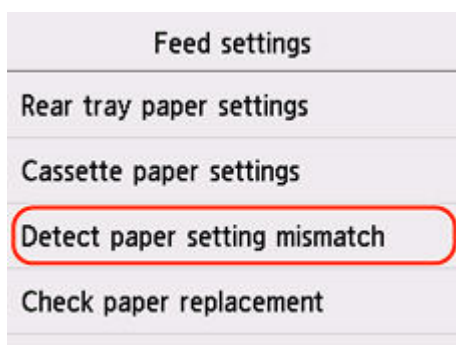 Feed settings
Rear tray paper settings
Cassette paper settings
Detect paper setting mismatch
Check paper replacement